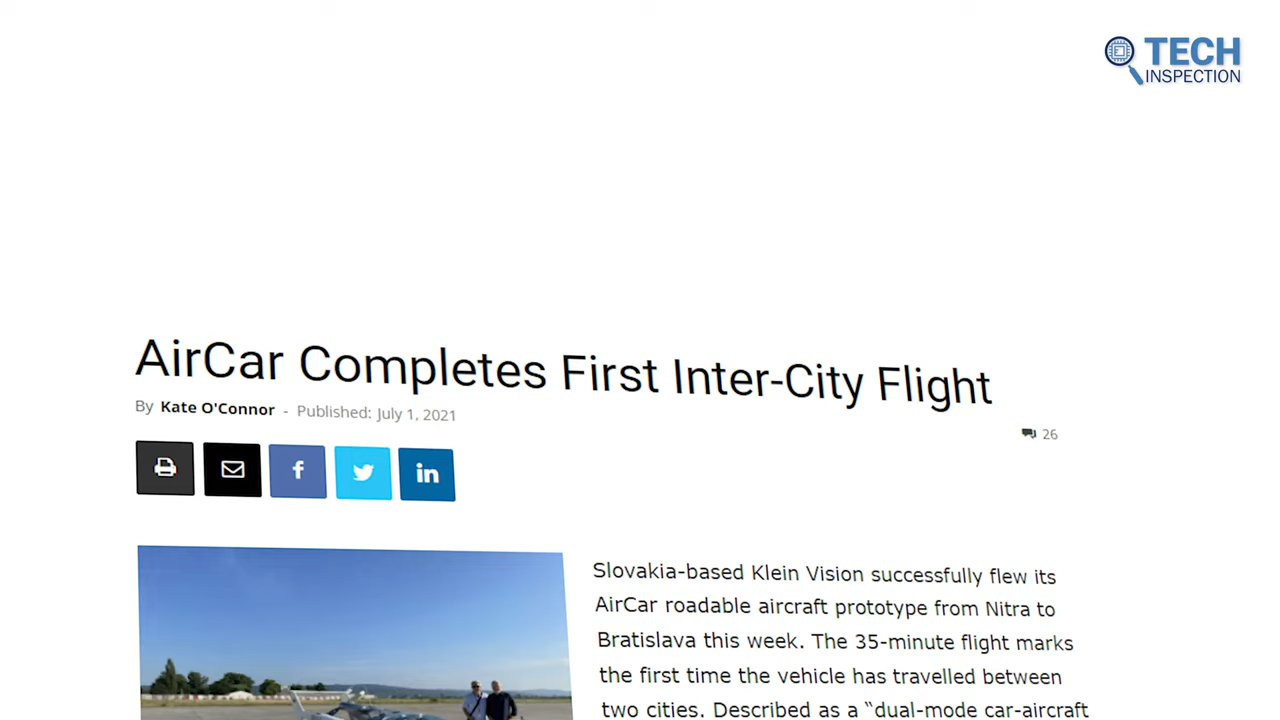 TECH
INSPECTION
AirCar Completes First Inter-City Flight
By Kate O'Connor - Published: July 1, 2021
26
f
in
Slovakia-based Klein Vision successfully flew its
AirCar roadable aircraft prototype from Nitra to
Bratislava this week. The 35-minute flight marks
the first time the vehicle has travelled between
two cities. Described as a “dual-mode car-aircraft